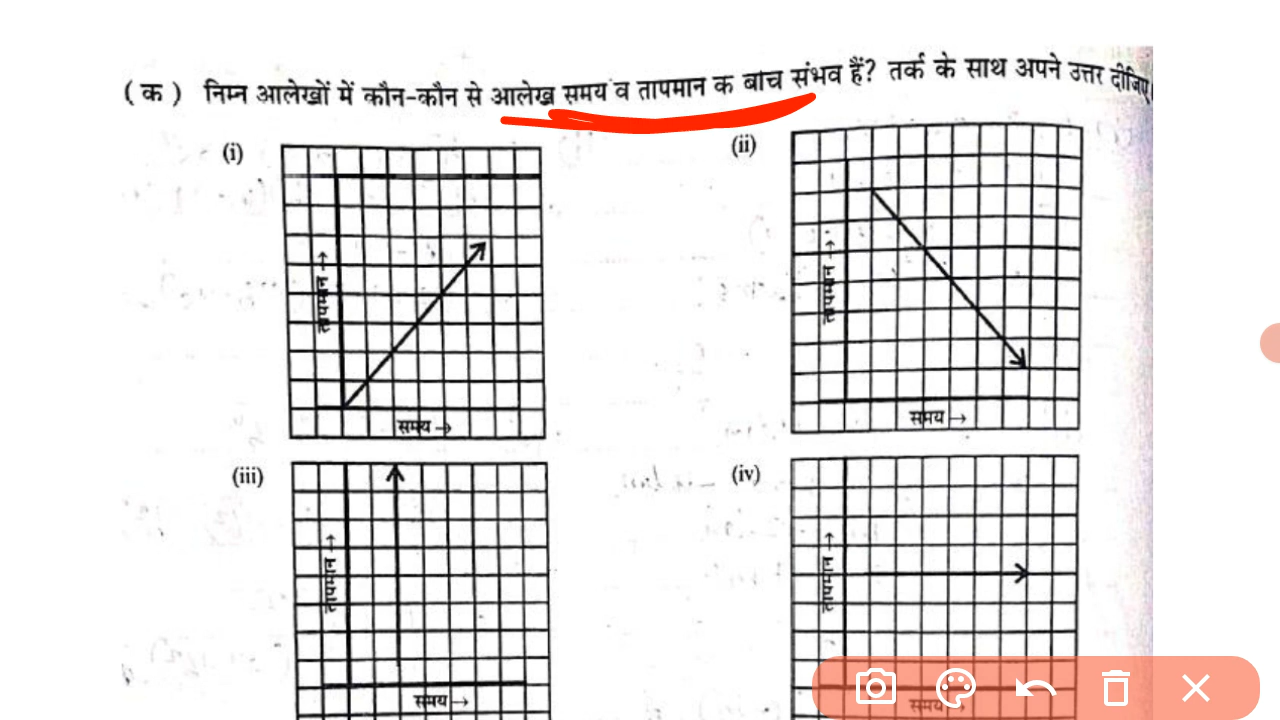 ( क ) निम्न आलेखों में कौन-कौन से आलेख समय व तापमान क बाच संभव हैं? तर्क के साथ अपने उत्तर दीजिए।
(i)
(ii)
तापमान →
समय →
तापमान →
समय →
(iii)
(iv)
तापमान →
समय →
तापमान →
समय →